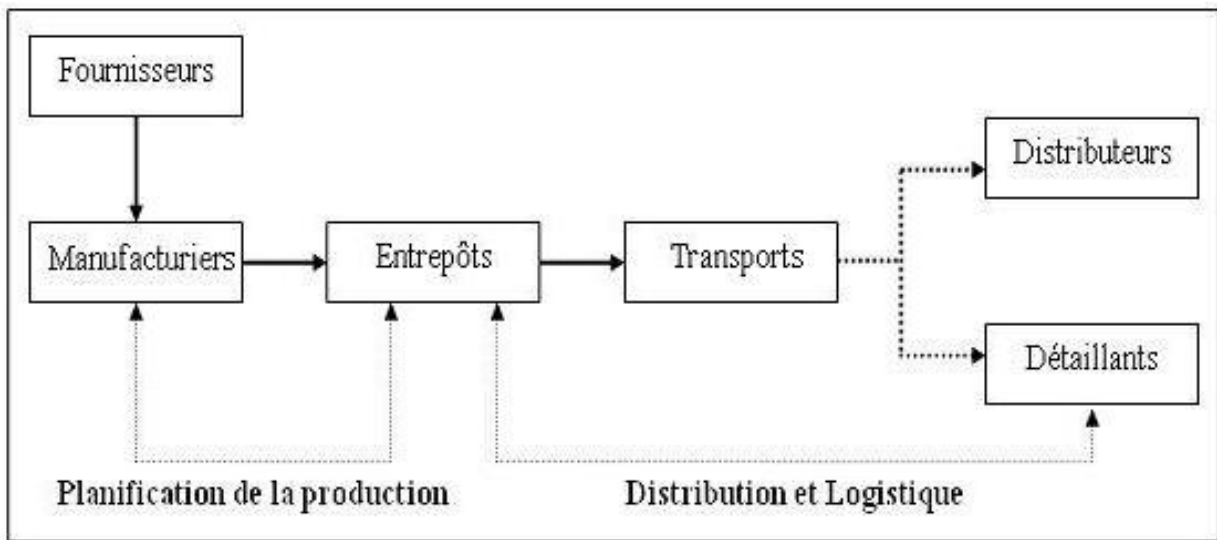 Fournisseurs
Distributeurs
Manufacturiers
Entrepôts
Transports
Détaillants
Planification de la production
Distribution et Logistique